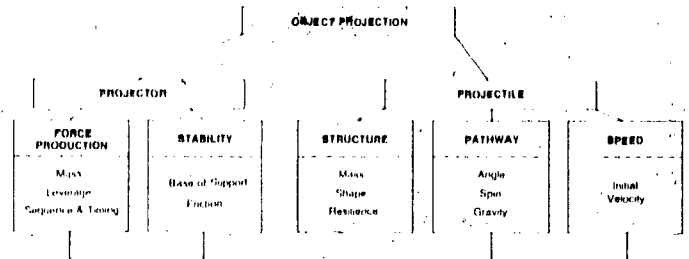 OBJECT PROJECTION
PROJECTOR
PROJECTILE
FORCE
PRODUCTION
Mass
Leverage
Sequence & Timing
STABILITY
Base of Support
Friction
STRUCTURE
Mass
Shape
Resilience
PATHWAY
Angle
Spin
Gravity
SPEED
Initial
Velocity